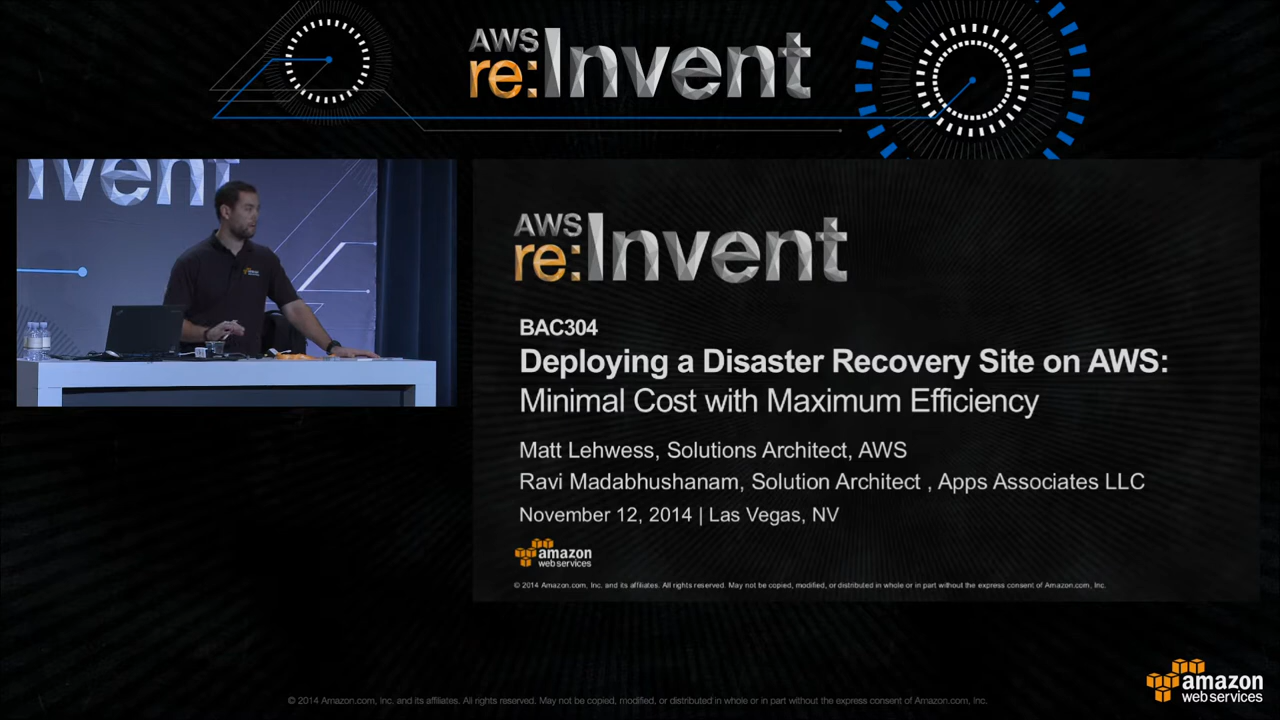 AWS
re:Invent
invent
AWS
re:Invent
BAC304
Deploying a Disaster Recovery Site on AWS:
Minimal Cost with Maximum Efficiency
Matt Lehwess, Solutions Architect, AWS
Ravi Madabhushanam, Solution Architect , Apps Associates LLC
November 12, 2014 | Las Vegas, NV
amazon
web services
© 2014 Amazon.com, Inc. and its affiliates. All rights reserved. May not be copied, modified, or distributed in whole or in part without the express consent of Amazon.com, Inc.
amazon
web services
© 2014 Amazon.com, Inc. and its affiliates. All rights reserved. May not be copied, modified, or distributed in whole or in part without the express consent of Amazon.com, Inc.